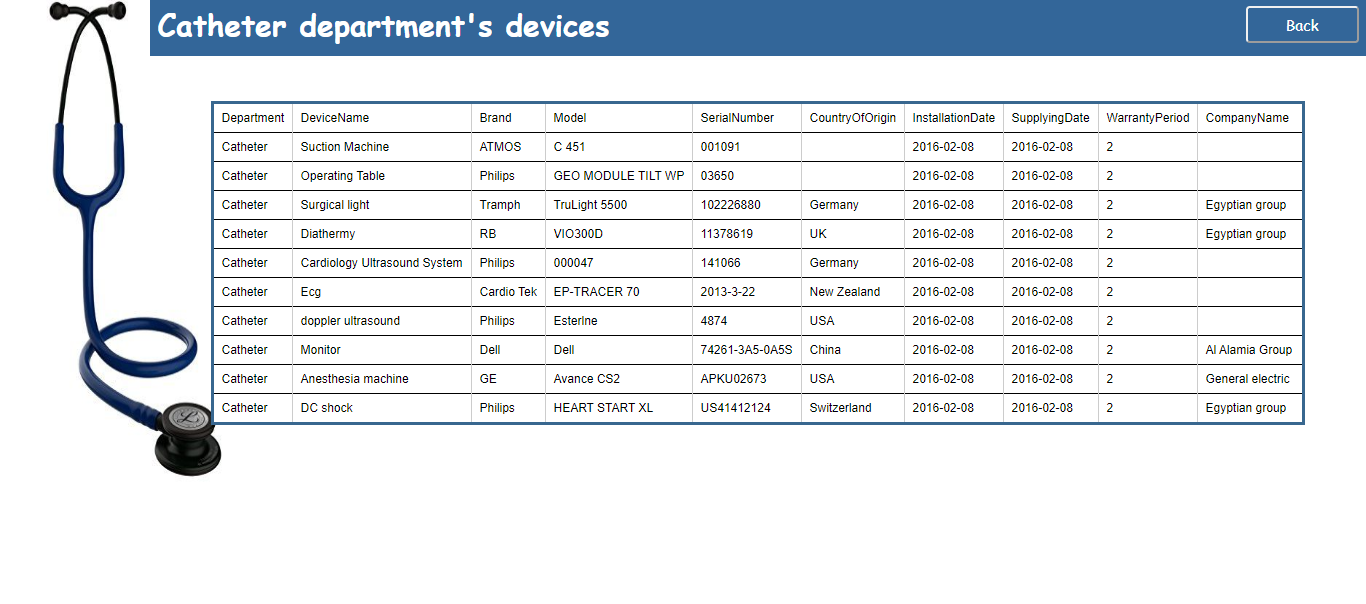 Catheter department's devices
Back
Department DeviceName Brand Model SerialNumber CountryOfOrigin InstallationDate SupplyingDate WarrantyPeriod CompanyName
Catheter Suction Machine ATMOS C 451 001091 2016-02-08 2016-02-08 2
Catheter Operating Table Philips GEO MODULE TILT WP 03650 2016-02-08 2016-02-08 2
Catheter Surgical light Tramph TruLight 5500 102226880 Germany 2016-02-08 2016-02-08 2 Egyptian group
Catheter Diathermy RB VIO300D 11378619 UK 2016-02-08 2016-02-08 2 Egyptian group
Catheter Cardiology Ultrasound System Philips 000047 141066 Germany 2016-02-08 2016-02-08 2
Catheter Ecg Cardio Tek EP-TRACER 70 2013-3-22 New Zealand 2016-02-08 2016-02-08 2
Catheter doppler ultrasound Philips Esterlne 4874 USA 2016-02-08 2016-02-08 2
Catheter Monitor Dell Dell 74261-3A5-0A5S China 2016-02-08 2016-02-08 2 Al Alamia Group
Catheter Anesthesia machine GE Avance CS2 APKU02673 USA 2016-02-08 2016-02-08 2 General electric
Catheter DC shock Philips HEART START XL US41412124 Switzerland 2016-02-08 2016-02-08 2 Egyptian group